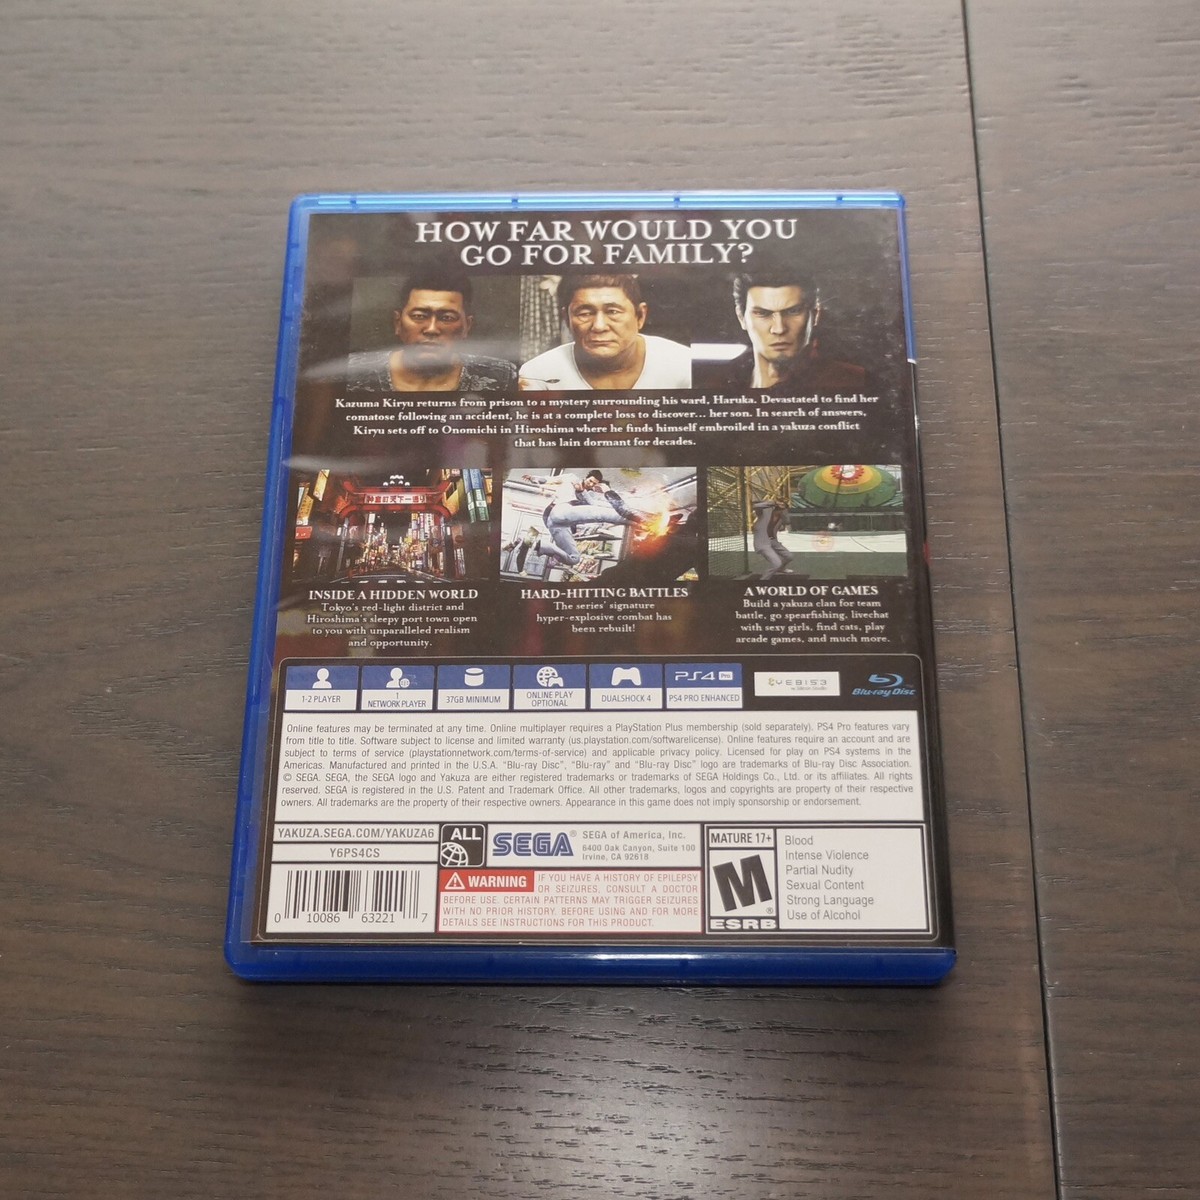 HOW FAR WOULD YOU
GO FOR FAMILY?
Kazuma Kiryu returns from prison to a mystery surrounding his ward, Haruka. Devastated to find her
comatose following an accident, he is at a complete loss to discover... her son. In search of answers,
Kiryu sets off to Onomichi in Hiroshima where he finds himself embroiled in a yakuza conflict
that has lain dormant for decades.
INSIDE A HIDDEN WORLD
Tokyo's red-light district and
Hiroshima's sleepy port town open
to you with unparalleled realism
and opportunity.
HARD-HITTING BATTLES
The series' signature
hyper-explosive combat has
been rebuilt!
A WORLD OF GAMES
Build a yakuza clan for team
battle, go spearfishing, livechat
with sexy girls, find cats, play
arcade games, and much more.
1-2 PLAYER
1
NETWORK PLAYER
37GB MINIMUM
ONLINE PLAY
OPTIONAL
DUALSHOCK 4
PS4 Pro
PS4 PRO ENHANCED
YEBIS3
Blu-ray Disc
Online features may be terminated at any time. Online multiplayer requires a PlayStation Plus membership (sold separately). PS4 Pro features vary
from title to title. Software subject to license and limited warranty (us.playstation.com/softwarelicense). Online features require an account and are
subject to terms of service (playstationnetwork.com/terms-of-service) and applicable privacy policy. Licensed for play on PS4 systems in the
Americas. Manufactured and printed in the U.S.A. "Blu-ray Disc", "Blu-ray" and "Blu-ray Disc" logo are trademarks of Blu-ray Disc Association.
© SEGA. SEGA, the SEGA logo and Yakuza are either registered trademarks or trademarks of SEGA Holdings Co., Ltd. or its affiliates. All rights
reserved. SEGA is registered in the U.S. Patent and Trademark Office. All other trademarks, logos and copyrights are property of their respective
owners. All trademarks are the property of their respective owners. Appearance in this game does not imply sponsorship or endorsement.
YAKUZA.SEGA.COM/YAKUZA6
Y6PS4CS
0 10086 63221 7
ALL
SEGA®
SEGA of America, Inc.
6400 Oak Canyon, Suite 100
Irvine, CA 92618
WARNING IF YOU HAVE A HISTORY OF EPILEPSY
OR SEIZURES, CONSULT A DOCTOR
BEFORE USE. CERTAIN PATTERNS MAY TRIGGER SEIZURES
WITH NO PRIOR HISTORY. BEFORE USING AND FOR MORE
DETAILS SEE INSTRUCTIONS FOR THIS PRODUCT.
MATURE 17+
M
®
ESRB
Blood
Intense Violence
Partial Nudity
Sexual Content
Strong Language
Use of Alcohol